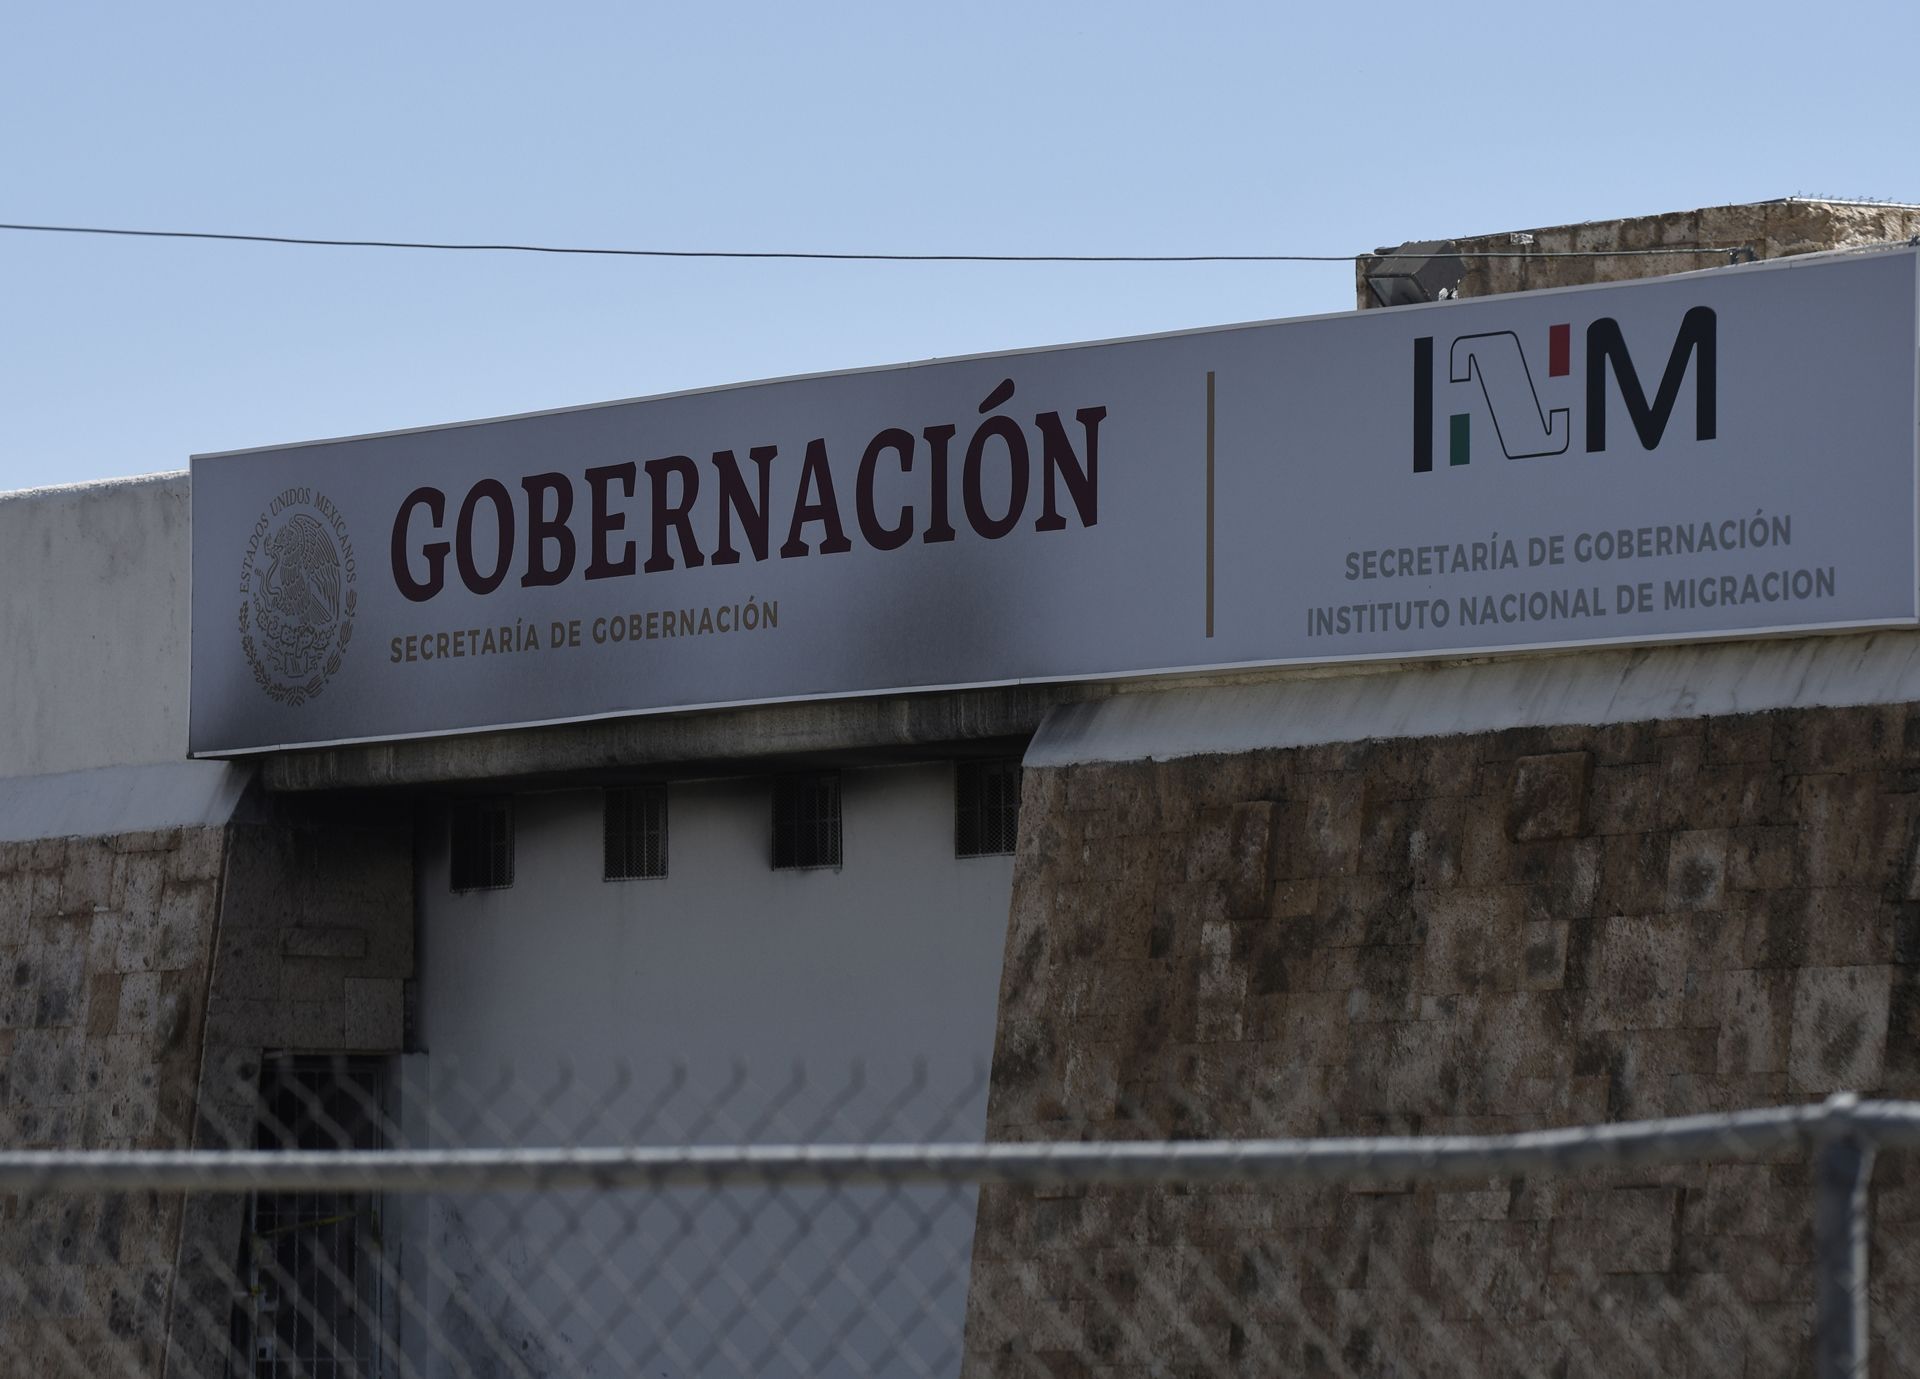 ESTADOS UNIDOS MEXICANOS
GOBERNACIÓN
SECRETARÍA DE GOBERNACIÓN
INM
SECRETARÍA DE GOBERNACIÓN
INSTITUTO NACIONAL DE MIGRACION